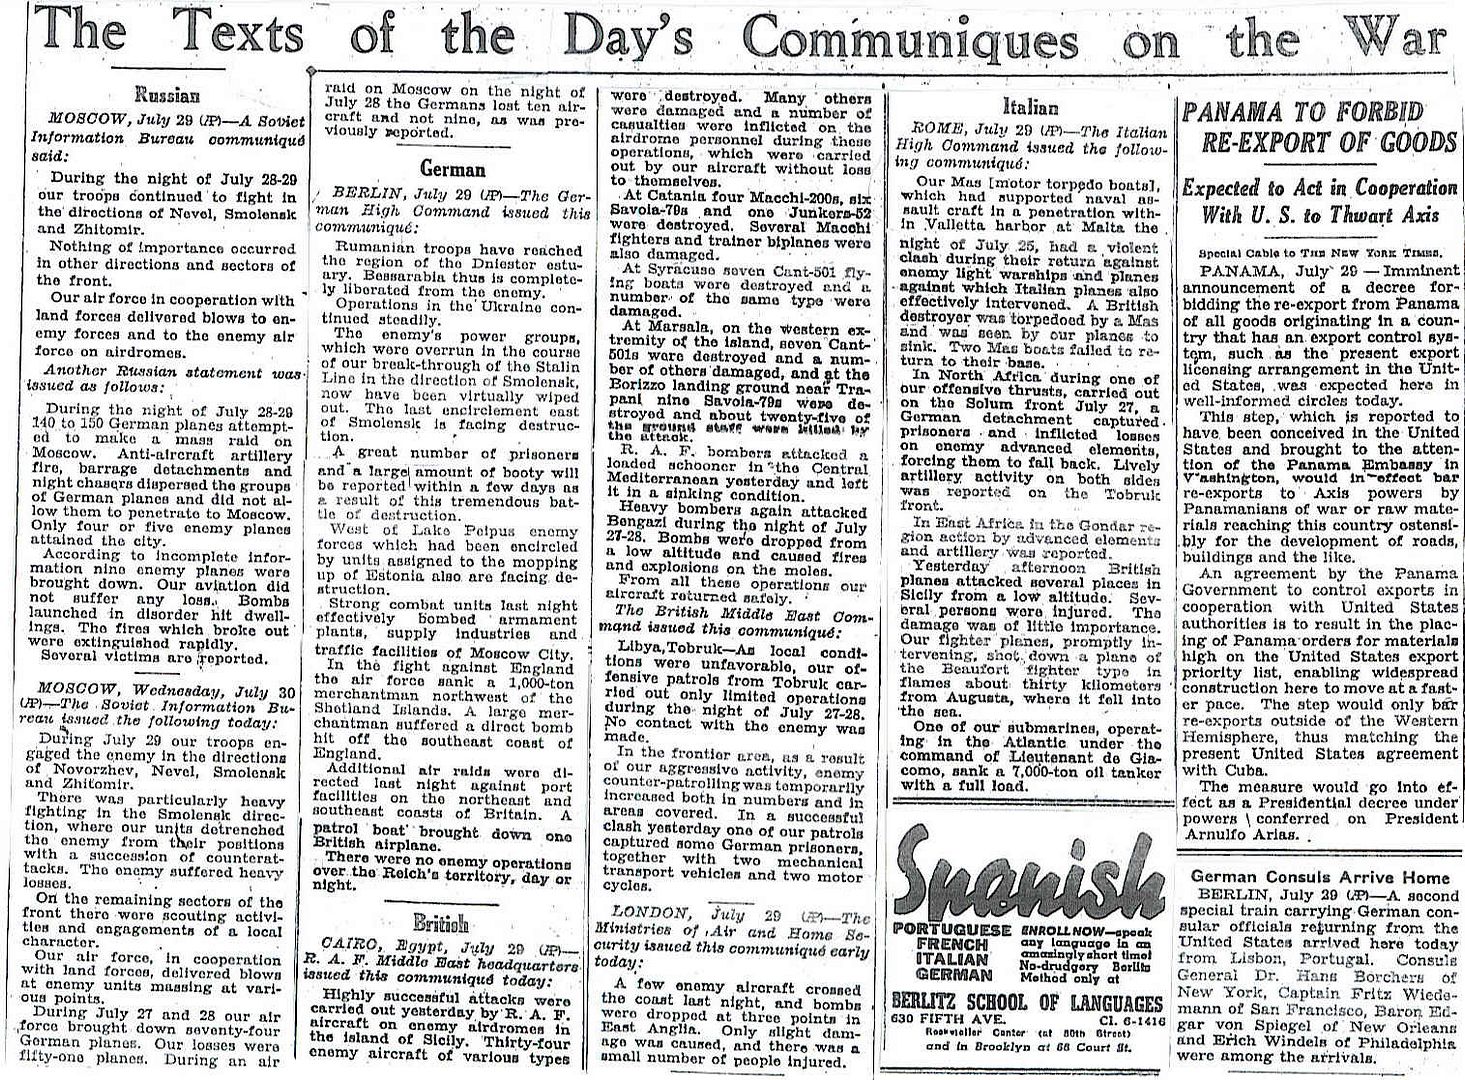 The Texts of the Day's Communiques on the War
Russian
MOSCOW, July 29 (AP)—A Soviet
Information Bureau communiqué
said:
During the night of July 28-29
our troops continued to fight in
the directions of Nevel, Smolensk
and Zhitomir.
Nothing of importance occurred
in other directions and sectors of
the front.
Our air force in cooperation with
land forces delivered blows to en-
emy forces and to the enemy air
force on airdromes.
Another Russian statement was
issued as follows:
During the night of July 28-29
140 to 150 German planes attempt-
ed to make a mass raid on
Moscow. Anti-aircraft artillery
fire, barrage detachments and
night chasers dispersed the groups
of German planes and did not al-
low them to penetrate to Moscow.
Only four or five enemy planes
attained the city.
According to incomplete infor-
mation nine enemy planes were
brought down. Our aviation did
not suffer any loss. Bombs
launched in disorder hit dwell-
ings. The fires which broke out
were extinguished rapidly.
Several victims are reported.
MOSCOW, Wednesday, July 30
(AP)—The Soviet Information Bu-
reau issued the following today:
During July 29 our troops en-
gaged the enemy in the directions
of Novorzhev, Nevel, Smolensk
and Zhitomir.
There was particularly heavy
fighting in the Smolensk direc-
tion, where our units detrenched
the enemy from their positions
with a succession of counterat-
tacks. The enemy suffered heavy
losses.
On the remaining sectors of the
front there were scouting activi-
ties and engagements of a local
character.
Our air force, in cooperation
with land forces, delivered blows
at enemy units massing at vari-
ous points.
During July 27 and 28 our air
force brought down seventy-four
German planes. Our losses were
fifty-one planes. During an air
raid on Moscow on the night of
July 28 the Germans lost ten air-
craft and not nine, as was pre-
viously reported.
German
BERLIN, July 29 (AP)—The Ger-
man High Command issued this
communiqué:
Rumanian troops have reached
the region of the Dniester estu-
ary. Bessarabia thus is complete-
ly liberated from the enemy.
Operations in the Ukraine con-
tinued steadily.
The enemy's power groups,
which were overrun in the course
of our break-through of the Stalin
Line in the direction of Smolensk,
now have been virtually wiped
out. The last encirclement east
of Smolensk is facing destruc-
tion.
A great number of prisoners
and a large amount of booty will
be reported within a few days as
a result of this tremendous bat-
tle of destruction.
West of Lake Peipus enemy
forces which had been encircled
by units assigned to the mopping
up of Estonia also are facing de-
struction.
Strong combat units last night
effectively bombed armament
plants, supply industries and
traffic facilities of Moscow City.
In the fight against England
the air force sank a 1,000-ton
merchantman northwest of the
Shetland Islands. A large mer-
chantman suffered a direct bomb
hit off the southeast coast of
England.
Additional air raids were di-
rected last night against port
facilities on the northeast and
southeast coasts of Britain. A
patrol boat brought down one
British airplane.
There were no enemy operations
over the Reich's territory, day or
night.
British
CAIRO, Egypt, July 29 (AP)—
R. A. F. Middle East headquarters
issued this communiqué today:
Highly successful attacks were
carried out yesterday by R. A. F.
aircraft on enemy airdromes in
the island of Sicily. Thirty-four
enemy aircraft of various types
were destroyed. Many others
were damaged and a number of
casualties were inflicted on the
airdrome personnel during these
operations, which were carried
out by our aircraft without loss
to themselves.
At Catania four Macchi-200s, six
Savoia-79s and one Junkers-52
were destroyed. Several Macchi
fighters and trainer biplanes were
also damaged.
At Syracuse seven Cant-501 fly-
ing boats were destroyed and a
number of the same type were
damaged.
At Marsala, on the western ex-
tremity of the island, seven Cant-
501s were destroyed and a num-
ber of others damaged, and at the
Borizzo landing ground near Tra-
pani nine Savoia-79s were de-
stroyed and about twenty-five of
the ground staff were killed by
the attack.
R. A. F. bombers attacked a
loaded schooner in the Central
Mediterranean yesterday and left
it in a sinking condition.
Heavy bombers again attacked
Bengazi during the night of July
27-28. Bombs were dropped from
a low altitude and caused fires
and explosions on the moles.
From all these operations our
aircraft returned safely.
The British Middle East Com-
mand issued this communiqué:
Libya, Tobruk—As local condi-
tions were unfavorable, our of-
fensive patrols from Tobruk car-
ried out only limited operations
during the night of July 27-28.
No contact with the enemy was
made.
In the frontier area, as a result
of our aggressive activity, enemy
counter-patrolling was temporarily
increased both in numbers and in
areas covered. In a successful
clash yesterday one of our patrols
captured some German prisoners,
together with two mechanical
transport vehicles and two motor
cycles.
LONDON, July 29 (AP)—The
Ministries of Air and Home Se-
curity issued this communiqué early
today:
A few enemy aircraft crossed
the coast last night, and bombs
were dropped at three points in
East Anglia. Only slight dam-
age was caused, and there was a
small number of people injured.
Italian
ROME, July 29 (AP)—The Italian
High Command issued the follow-
ing communiqué:
Our Mas [motor torpedo boats],
which had supported naval as-
sault craft in a penetration with-
in Valletta harbor at Malta the
night of July 25, had a violent
clash during their return against
enemy light warships and planes
against which Italian planes also
effectively intervened. A British
destroyer was torpedoed by a Mas
and was seen by our planes to
sink. Two Mas boats failed to re-
turn to their base.
In North Africa during one of
our offensive thrusts, carried out
on the Solum front July 27, a
German detachment captured
prisoners and inflicted losses
on enemy advanced elements,
forcing them to fall back. Lively
artillery activity on both sides
was reported on the Tobruk
front.
In East Africa in the Gondar re-
gion action by advanced elements
and artillery was reported.
Yesterday afternoon British
planes attacked several places in
Sicily from a low altitude. Sev-
eral persons were injured. The
damage was of little importance.
Our fighter planes, promptly in-
tervening, shot down a plane of
the Beaufort fighter type in
flames about thirty kilometers
from Augusta, where it fell into
the sea.
One of our submarines, operat-
ing in the Atlantic under the
command of Lieutenant de Gia-
como, sank a 7,000-ton oil tanker
with a full load.
Spanish
PORTUGUESE
FRENCH
ITALIAN
GERMAN
ENROLL NOW—speak
any language in an
amazingly short time!
No-drudgery Berlitz
Method only at
BERLITZ SCHOOL OF LANGUAGES
630 FIFTH AVE. CI. 6-1416
Rockefeller Center (at 50th Street)
and in Brooklyn at 66 Court St.
PANAMA TO FORBID
RE-EXPORT OF GOODS
Expected to Act in Cooperation
With U. S. to Thwart Axis
Special Cable to THE NEW YORK TIMES.
PANAMA, July 29—Imminent
announcement of a decree for-
bidding the re-export from Panama
of all goods originating in a coun-
try that has an export control sys-
tem, such as the present export
licensing arrangement in the Unit-
ed States, was expected here in
well-informed circles today.
This step, which is reported to
have been conceived in the United
States and brought to the atten-
tion of the Panama Embassy in
Washington, would in effect bar
re-exports to Axis powers by
Panamanians of war or raw mate-
rials reaching this country ostensi-
bly for the development of roads,
buildings and the like.
An agreement by the Panama
Government to control exports in
cooperation with United States
authorities is to result in the plac-
ing of Panama orders for materials
high on the United States export
priority list, enabling widespread
construction here to move at a fast-
er pace. The step would only bar
re-exports outside of the Western
Hemisphere, thus matching the
present United States agreement
with Cuba.
The measure would go into ef-
fect as a Presidential decree under
powers conferred on President
Arnulfo Arias.
German Consuls Arrive Home
BERLIN, July 29 (AP)—A second
special train carrying German con-
sular officials returning from the
United States arrived here today
from Lisbon, Portugal. Consuls
General Dr. Hans Borchers of
New York, Captain Fritz Wiede-
mann of San Francisco, Baron Ed-
gar von Spiegel of New Orleans
and Erich Windels of Philadelphia
were among the arrivals.